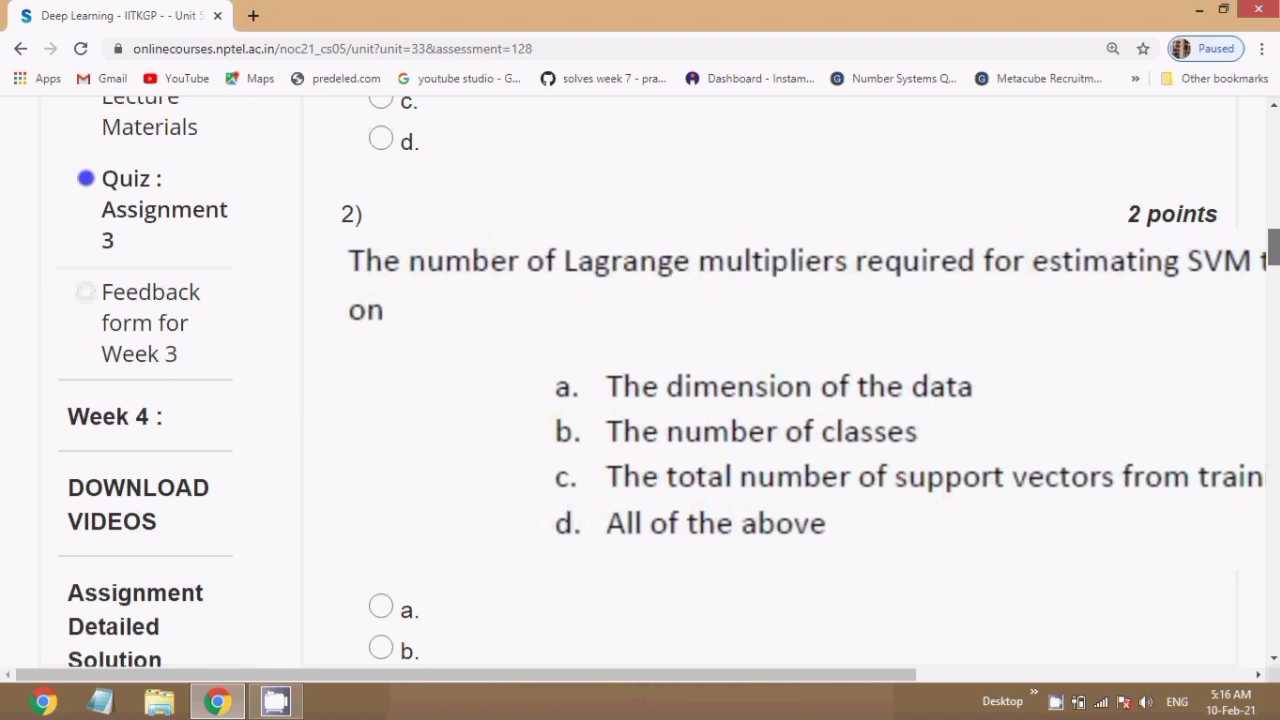 Deep Learning - IITKGP - - Unit 5
onlinecourses.nptel.ac.in/noc21_cs05/unit?unit=33&assessment=128
Paused
Apps Gmail YouTube Maps predeled.com youtube studio - G... solves week 7 - pra... Dashboard - Instam... Number Systems Q... Metacube Recruitm... » Other bookmarks
Lecture
Materials
Quiz :
Assignment
3
Feedback
form for
Week 3
Week 4 :
DOWNLOAD
VIDEOS
Assignment
Detailed
Solution
c.
d.
2) 2 points
The number of Lagrange multipliers required for estimating SVM t
on
a. The dimension of the data
b. The number of classes
c. The total number of support vectors from train
d. All of the above
a.
b.
Desktop » ENG 5:16 AM
10-Feb-21